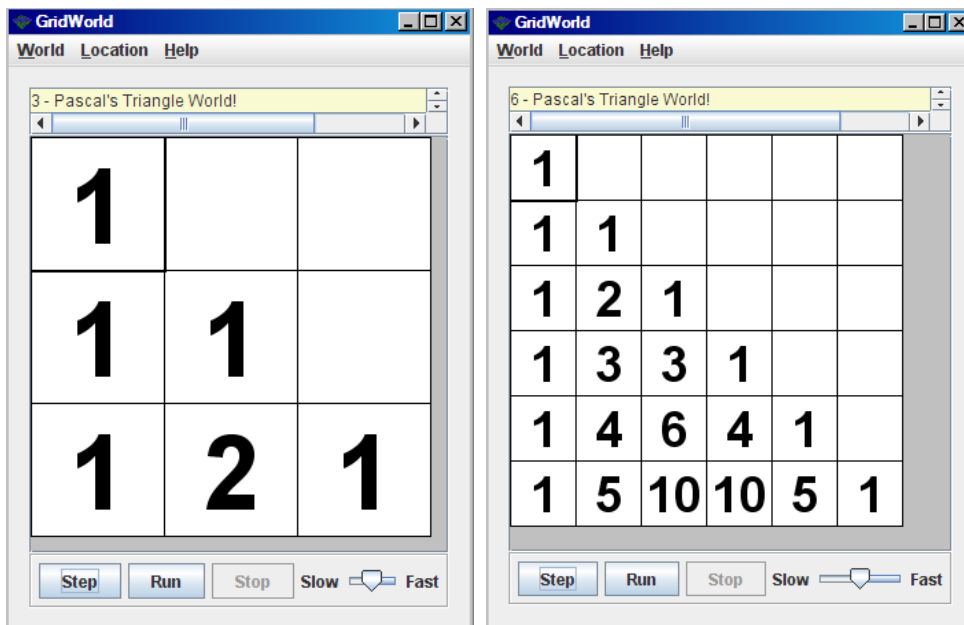 GridWorld
World Location Help
3 - Pascal's Triangle World!
1
1 1
1 2 1
Step Run Stop Slow Fast
GridWorld
World Location Help
6 - Pascal's Triangle World!
1
1 1
1 2 1
1 3 3 1
1 4 6 4 1
1 5 10 10 5 1
Step Run Stop Slow Fast